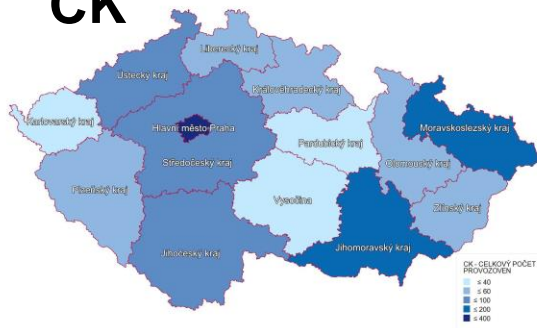 CK
Liberecký kraj
Ústecký kraj
Královéhradecký kraj
Karlovarský kraj
Hlavní město Praha
Moravskoslezský kraj
Pardubický kraj
Středočeský kraj
Olomoucký kraj
Plzeňský kraj
Vysočina
Zlínský kraj
Jihočeský kraj
Jihomoravský kraj
CK - CELKOVÝ POČET
PROVOZOVEN
≤ 40
≤ 60
≤ 100
≤ 200
≤ 400